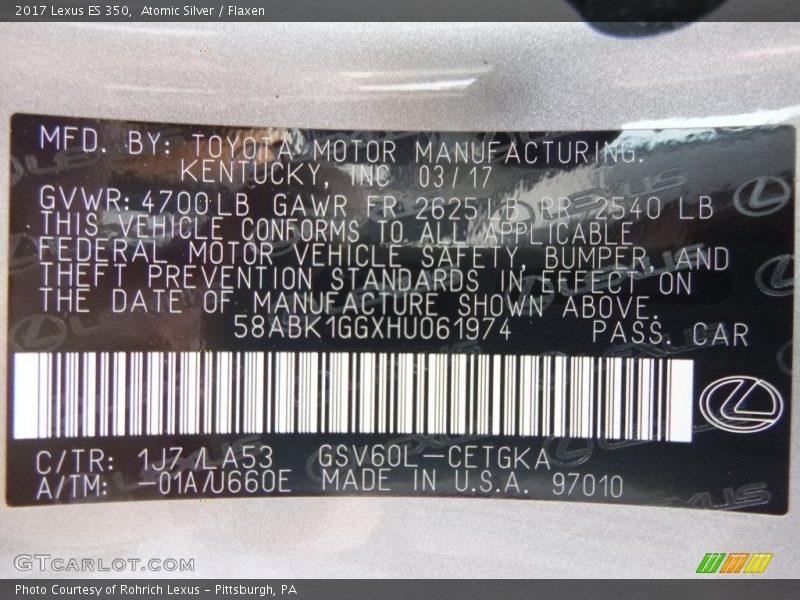 2017 Lexus ES 350,  Atomic Silver / Flaxen
MFD. BY: TOYOTA MOTOR MANUFACTURING.
KENTUCKY, INC 03/17
GVWR: 4700 LB GAWR FR 2625 LB RR 2540 LB
THIS VEHICLE CONFORMS TO ALL APPLICABLE
FEDERAL MOTOR VEHICLE SAFETY, BUMPER, AND
THEFT PREVENTION STANDARDS IN EFFECT ON
THE DATE OF MANUFACTURE SHOWN ABOVE.
58ABK1GGXHU061974 PASS. CAR
C/TR: 1J7/LA53 GSV60L-CETGKA
A/TM: -01A/U660E MADE IN U.S.A. 97010
GTCARLOT.COM
Photo Courtesy of Rohrich Lexus - Pittsburgh, PA